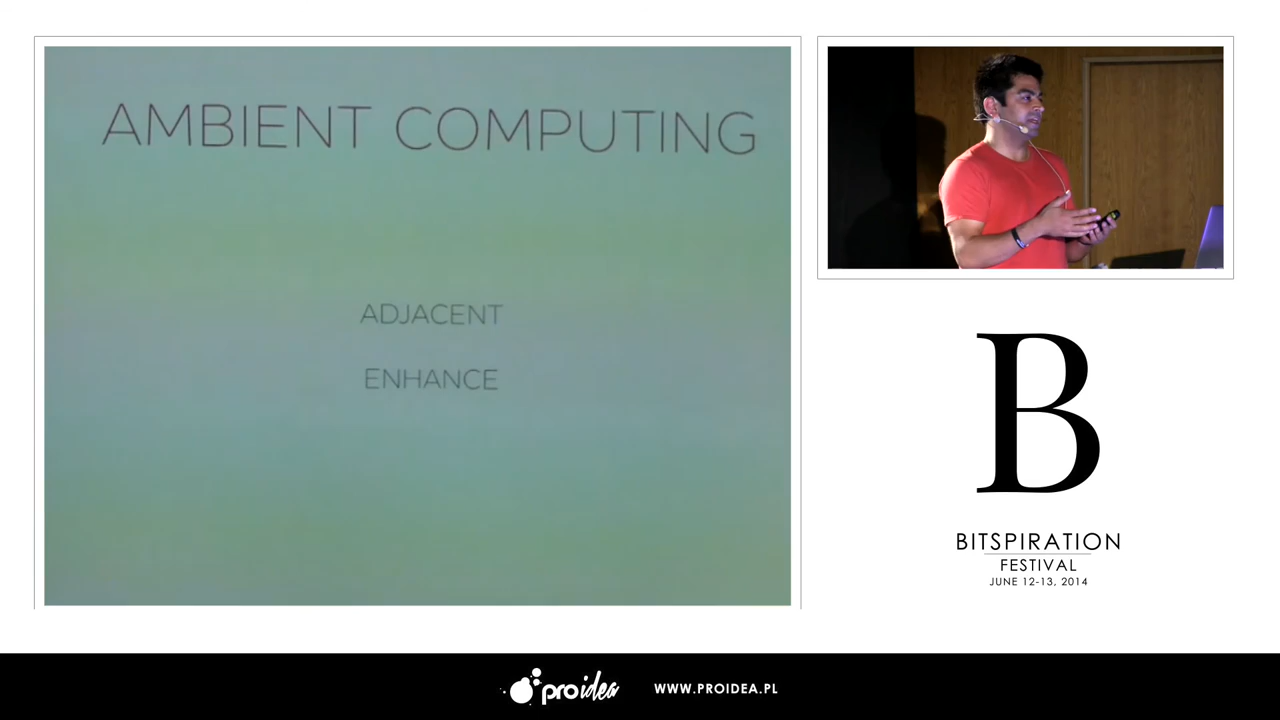 AMBIENT COMPUTING
ADJACENT
ENHANCE
B
BITSPIRATION
FESTIVAL
JUNE 12-13, 2014
proidea
WWW.PROIDEA.PL